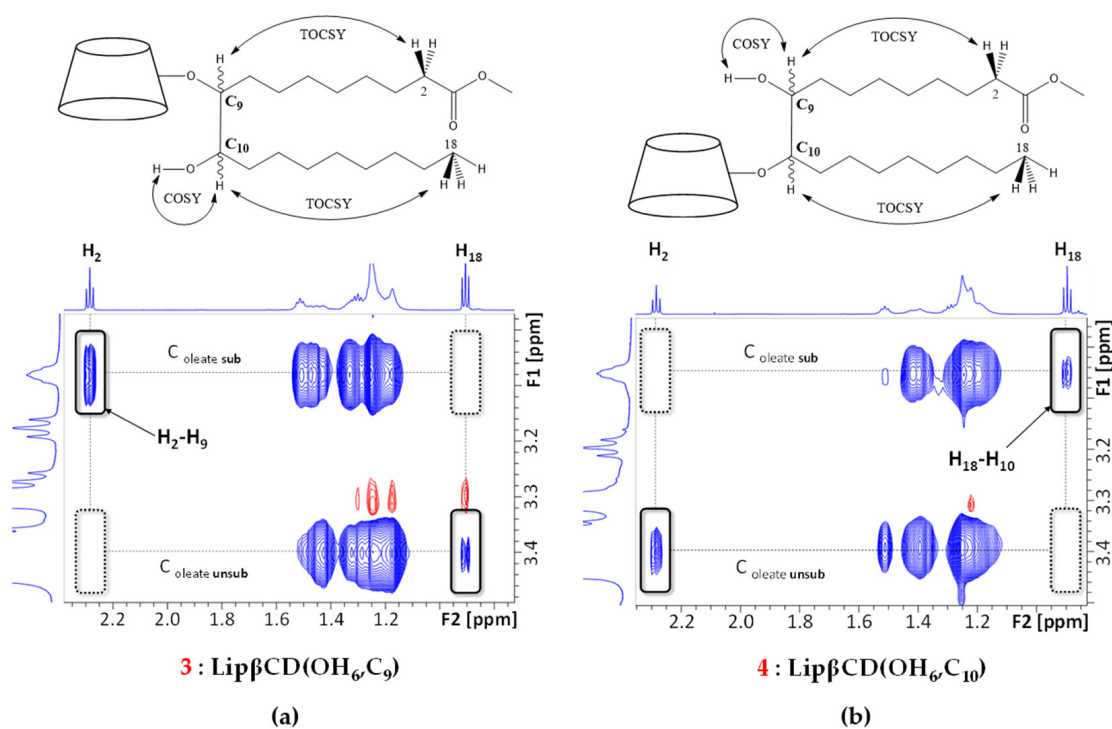 TOCSY
H H
H
O
C₉
2
O
O
C₁₀
18
H O
H
H
H H
COSY
TOCSY
H₂
H₁₈
C oleate sub
H₂-H₉
C oleate unsub
F1 [ppm]
3.2
3.3
3.4
2.2 2.0 1.8 1.6 1.4 1.2 F2 [ppm]
3 : LipβCD(OH₆,C₉)
(a)
COSY
TOCSY
H H
H
H O
C₉
2
O
O
C₁₀
18
O
H
H
H H
TOCSY
H₂
H₁₈
C oleate sub
H₁₈-H₁₀
C oleate unsub
F1 [ppm]
3.2
3.3
3.4
2.2 2.0 1.8 1.6 1.4 1.2 F2 [ppm]
4 : LipβCD(OH₆,C₁₀)
(b)